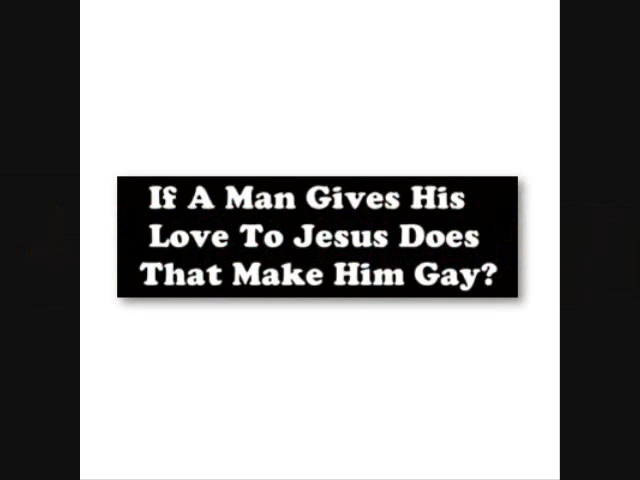 If A Man Gives His
Love To Jesus Does
That Make Him Gay?